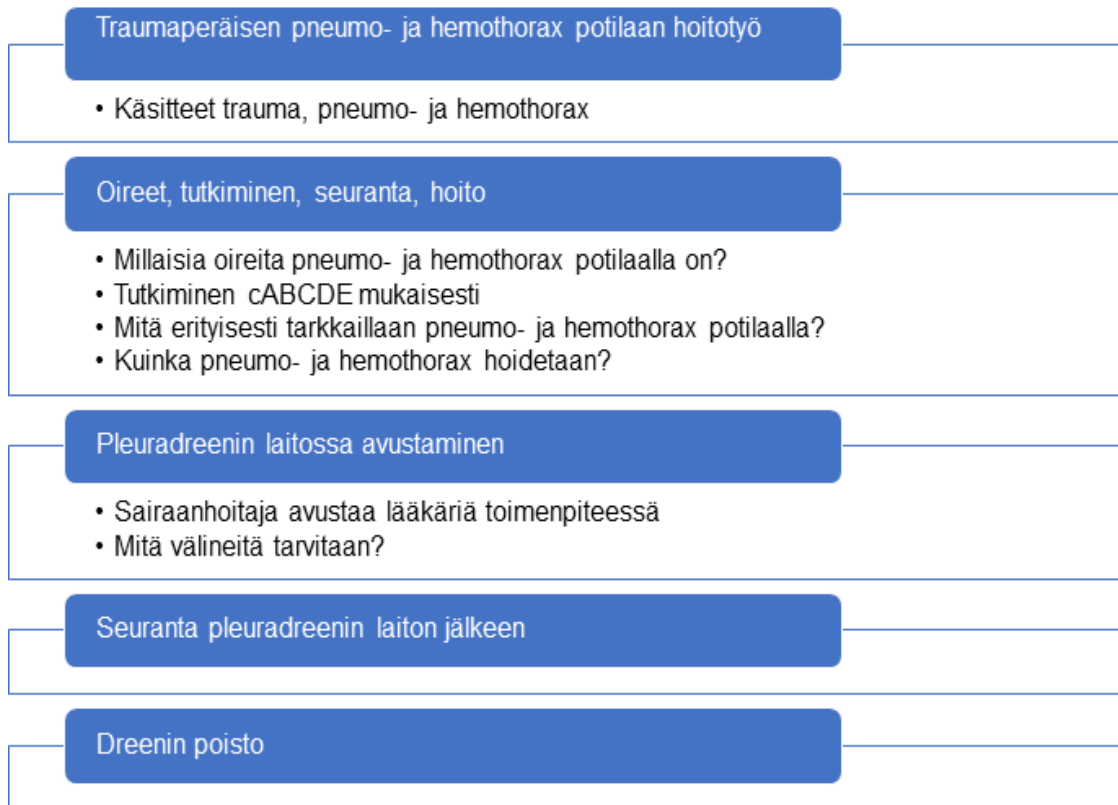 Traumaperäisen pneumo- ja hemothorax potilaan hoitotyö
• Käsitteet trauma, pneumo- ja hemothorax
Oireet, tutkiminen, seuranta, hoito
• Millaisia oireita pneumo- ja hemothorax potilaalla on?
• Tutkiminen cABCDE mukaisesti
• Mitä erityisesti tarkkaillaan pneumo- ja hemothorax potilaalla?
• Kuinka pneumo- ja hemothorax hoidetaan?
Pleuradreenin laitossa avustaminen
• Sairaanhoitaja avustaa lääkäriä toimenpiteessä
• Mitä välineitä tarvitaan?
Seuranta pleuradreenin laiton jälkeen
Dreenin poisto